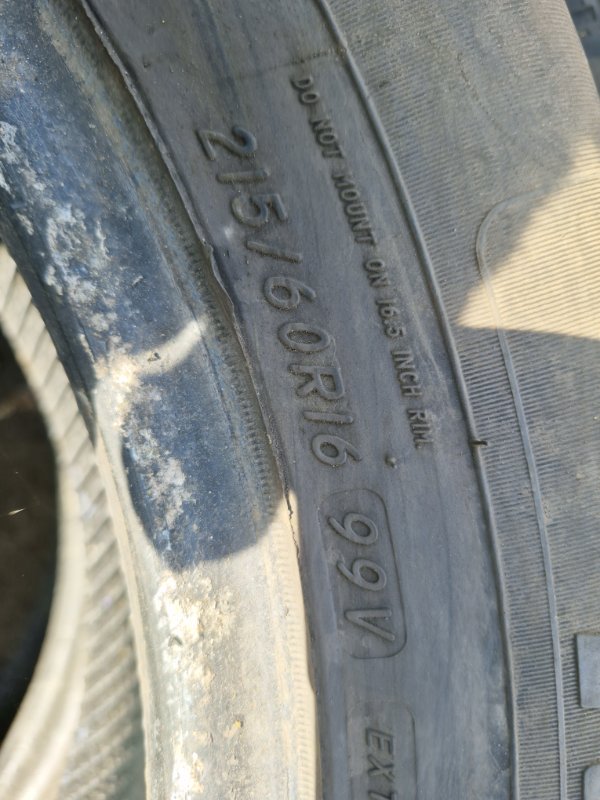 DO NOT MOUNT ON 16.5 INCH RIM
215/60R16 99V